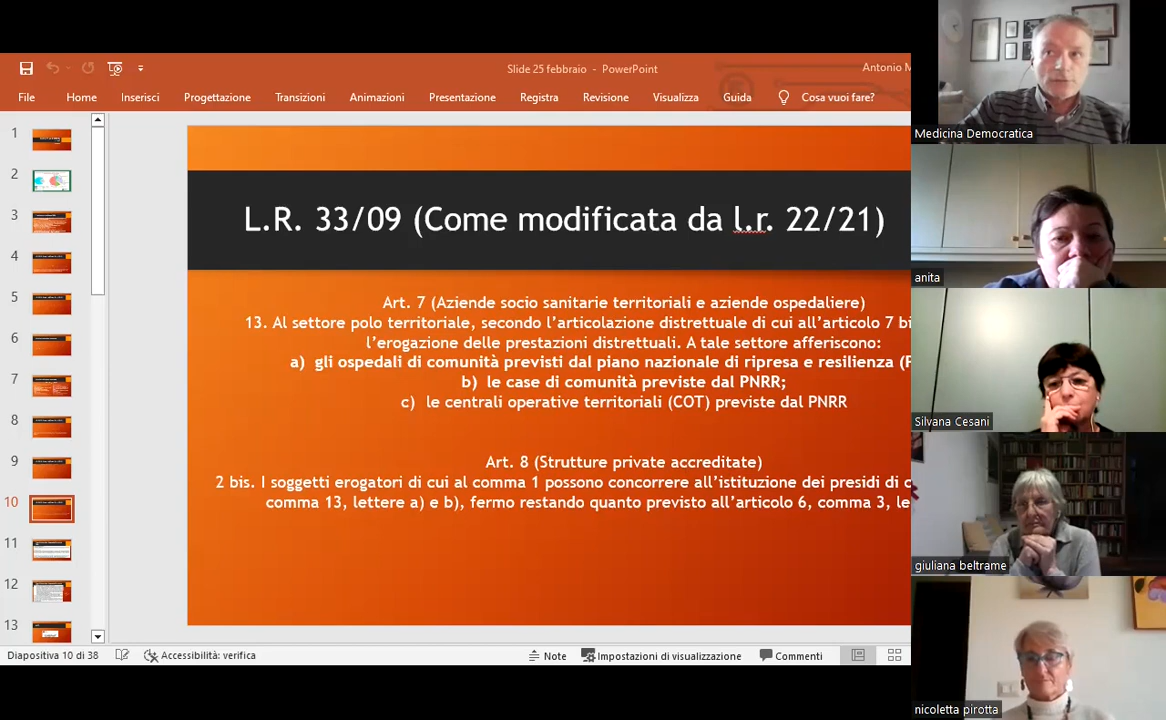 Slide 25 febbraio - PowerPoint
Antonio M
File Home Inserisci Progettazione Transizioni Animazioni Presentazione Registra Revisione Visualizza Guida Cosa vuoi fare?
1
2
3
4
5
6
7
8
9
10
11
12
13
L.R. 33/09 (Come modificata da l.r. 22/21)
Art. 7 (Aziende socio sanitarie territoriali e aziende ospedaliere)
13. Al settore polo territoriale, secondo l’articolazione distrettuale di cui all’articolo 7 bi
l’erogazione delle prestazioni distrettuali. A tale settore afferiscono:
a) gli ospedali di comunità previsti dal piano nazionale di ripresa e resilienza (P
b) le case di comunità previste dal PNRR;
c) le centrali operative territoriali (COT) previste dal PNRR
Art. 8 (Strutture private accreditate)
2 bis. I soggetti erogatori di cui al comma 1 possono concorrere all’istituzione dei presidi di c
comma 13, lettere a) e b), fermo restando quanto previsto all’articolo 6, comma 3, le
Diapositiva 10 di 38 Accessibilità: verifica Note Impostazioni di visualizzazione Commenti
Medicina Democratica
anita
Silvana Cesani
giuliana beltrame
nicoletta pirotta